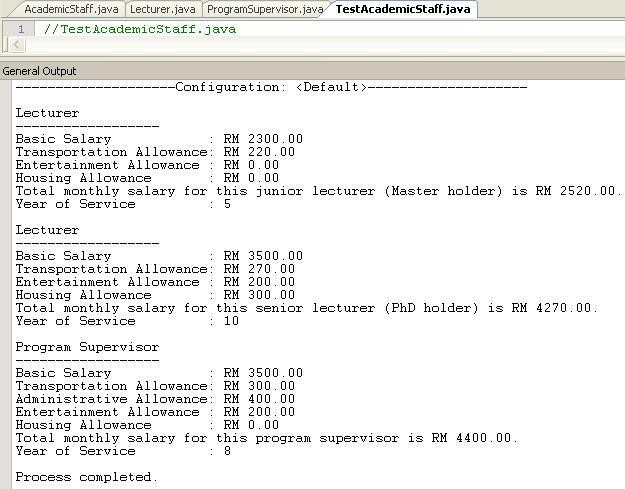 AcademicStaff.java Lecturer.java ProgramSupervisor.java TestAcademicStaff.java
1 //TestAcademicStaff.java
General Output
--------------------Configuration: <Default>--------------------
Lecturer
------------------
Basic Salary : RM 2300.00
Transportation Allowance: RM 220.00
Entertainment Allowance : RM 0.00
Housing Allowance : RM 0.00
Total monthly salary for this junior lecturer (Master holder) is RM 2520.00.
Year of Service : 5
Lecturer
------------------
Basic Salary : RM 3500.00
Transportation Allowance: RM 270.00
Entertainment Allowance : RM 200.00
Housing Allowance : RM 300.00
Total monthly salary for this senior lecturer (PhD holder) is RM 4270.00.
Year of Service : 10
Program Supervisor
------------------
Basic Salary : RM 3500.00
Transportation Allowance: RM 300.00
Administrative Allowance: RM 400.00
Entertainment Allowance : RM 200.00
Housing Allowance : RM 0.00
Total monthly salary for this program supervisor is RM 4400.00.
Year of Service : 8
Process completed.